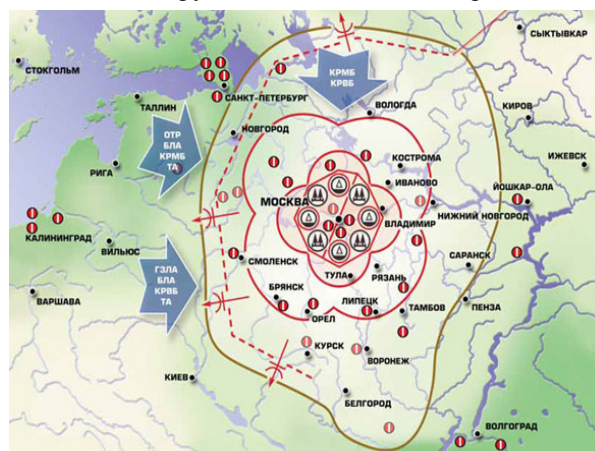 СЫКТЫВКАР
СТОКГОЛЬМ
КРМБ
КРВБ
САНКТ-ПЕТЕРБУРГ
ТАЛЛИН
ВОЛОГДА
КИРОВ
НОВГОРОД
ОТР
БЛА
КРМБ
ТА
КОСТРОМА
ИЖЕВСК
РИГА
ИВАНОВО
ЙОШКАР-ОЛА
МОСКВА
ВЛАДИМИР
НИЖНИЙ НОВГОРОД
КАЛИНИНГРАД
ВИЛЬЮС
ГЗЛА
БЛА
КРВБ
ТА
СМОЛЕНСК
САРАНСК
ТУЛА
РЯЗАНЬ
ВАРШАВА
БРЯНСК
ЛИПЕЦК
ТАМБОВ
ПЕНЗА
ОРЕЛ
КУРСК
ВОРОНЕЖ
КИЕВ
БЕЛГОРОД
ВОЛГОГРАД